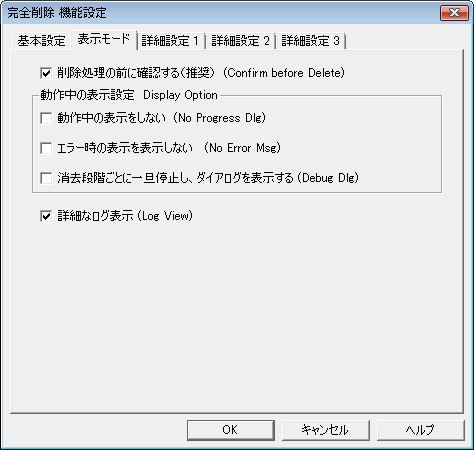 完全削除 機能設定
基本設定 表示モード 詳細設定 1 詳細設定 2 詳細設定 3
削除処理の前に確認する(推奨) (Confirm before Delete)
動作中の表示設定 Display Option
動作中の表示をしない (No Progress Dlg)
エラー時の表示を表示しない (No Error Msg)
消去段階ごとに一旦停止し、ダイアログを表示する (Debug Dlg)
詳細なログ表示 (Log View)
OK キャンセル ヘルプ